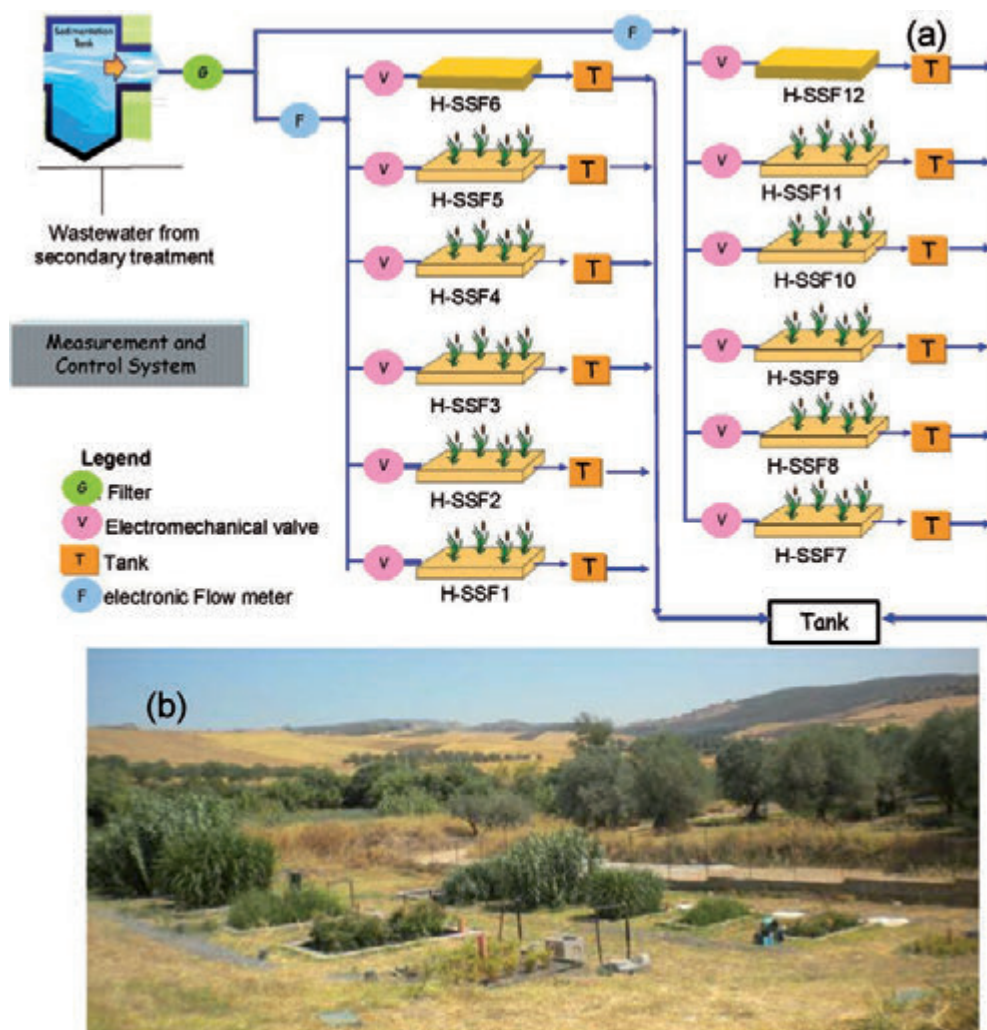 Sedimentation
Tank
(a)
G
F
F
V
T
H-SSF6
V
T
H-SSF12
V
T
H-SSF5
V
T
H-SSF11
V
T
H-SSF4
V
T
H-SSF10
V
T
H-SSF3
V
T
H-SSF9
V
T
H-SSF2
V
T
H-SSF8
V
T
H-SSF1
V
T
H-SSF7
Wastewater from
secondary treatment
Measurement and
Control System
Legend
G Filter
V Electromechanical valve
T Tank
F electronic Flow meter
Tank
(b)